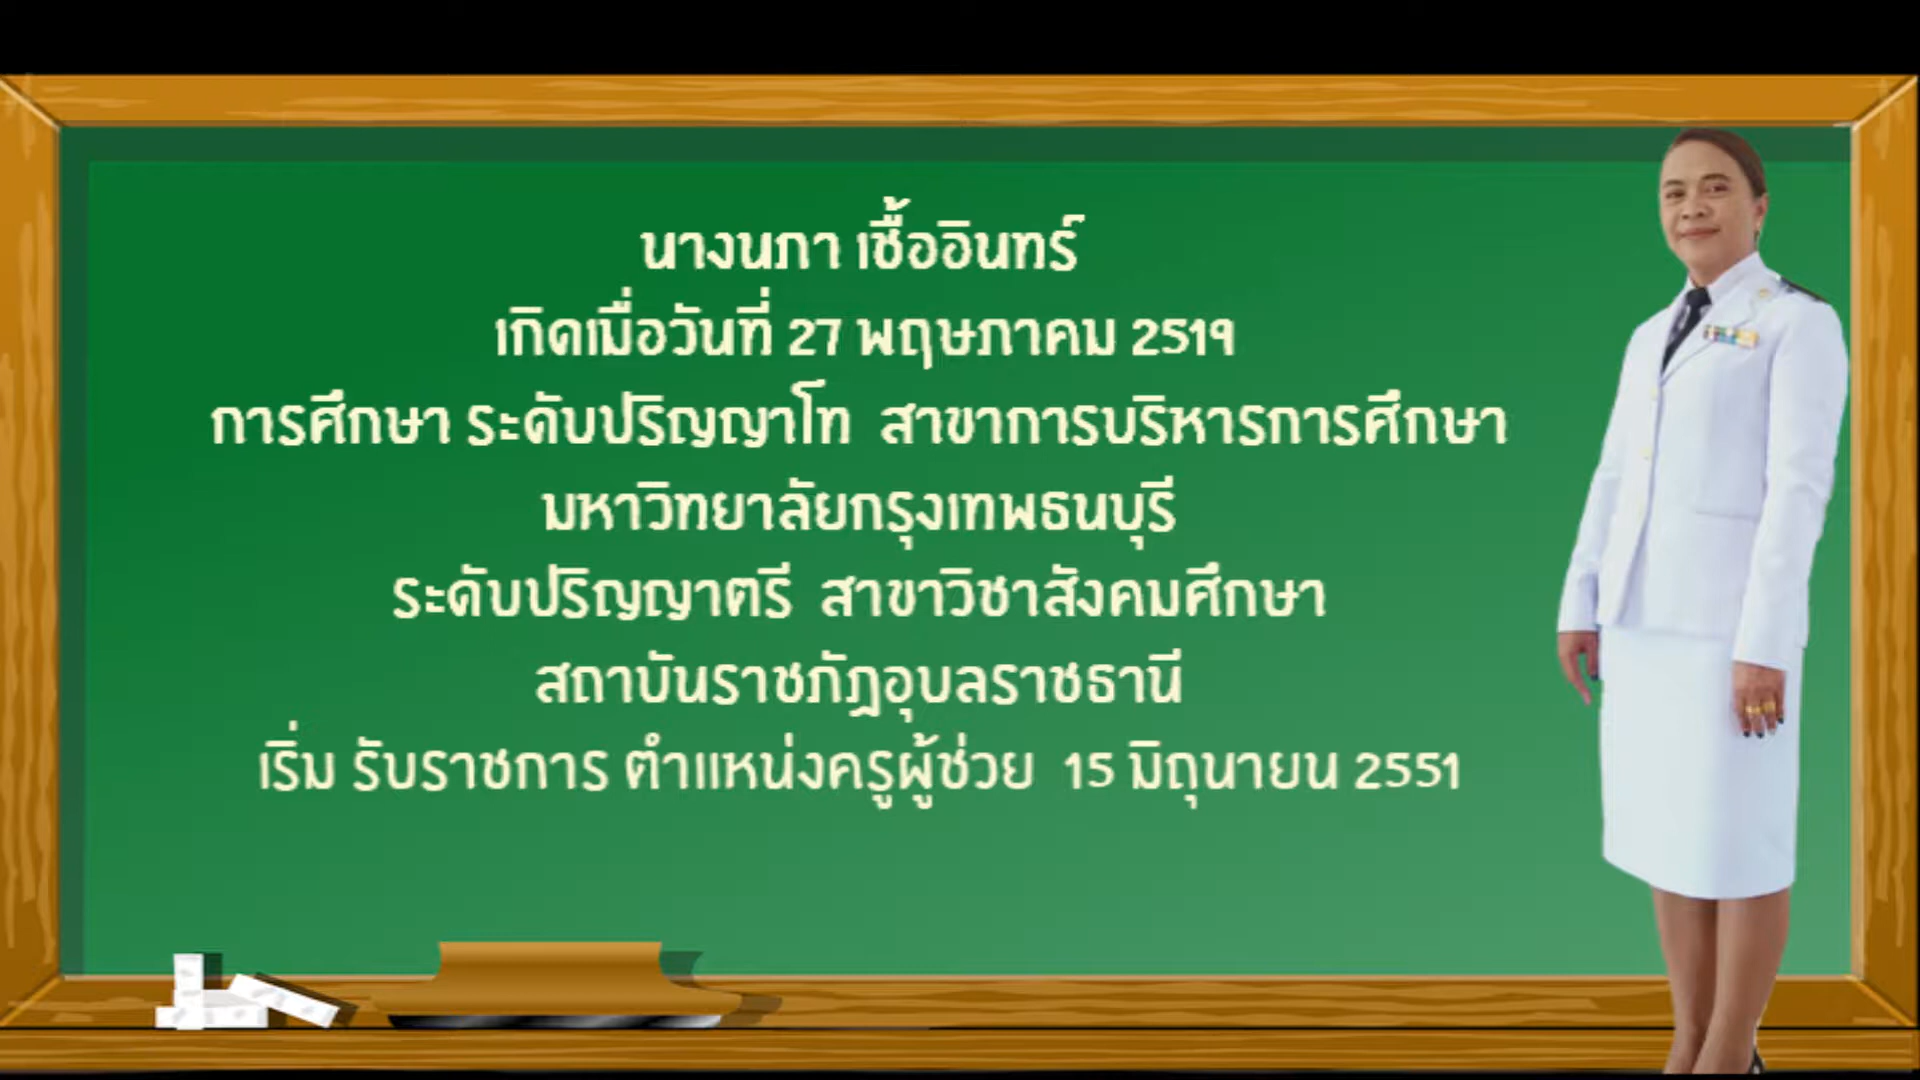 นางนภา เชื้ออินทร์
เกิดเมื่อวันที่ 27 พฤษภาคม 2519
การศึกษา ระดับปริญญาโท สาขาการบริหารการศึกษา
มหาวิทยาลัยกรุงเทพธนบุรี
ระดับปริญญาตรี สาขาวิชาสังคมศึกษา
สถาบันราชภัฏอุบลราชธานี
เริ่ม รับราชการ ตำแหน่งครูผู้ช่วย 15 มิถุนายน 2551